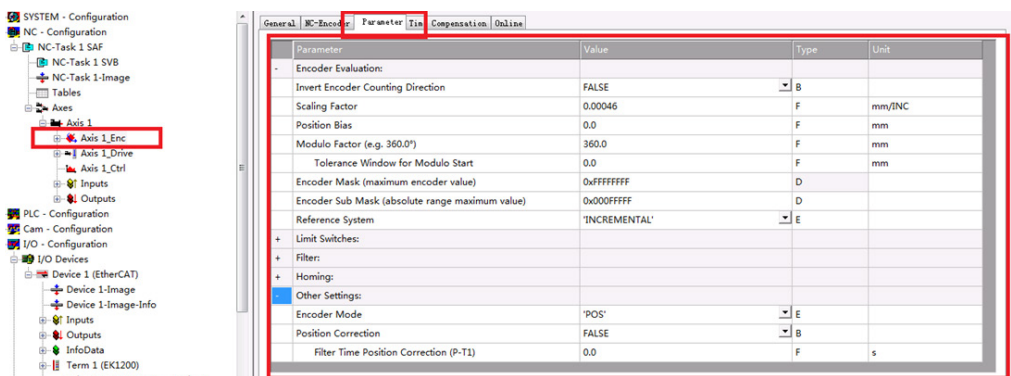 SYSTEM - Configuration
NC - Configuration
NC-Task 1 SAF
NC-Task 1 SVB
NC-Task 1-Image
Tables
Axes
Axis 1
Axis 1_Enc
Axis 1_Drive
Axis 1_Ctrl
Inputs
Outputs
PLC - Configuration
Cam - Configuration
I/O - Configuration
I/O Devices
Device 1 (EtherCAT)
Device 1-Image
Device 1-Image-Info
Inputs
Outputs
InfoData
Term 1 (EK1200)
General NC-Encoder Parameter Tim Compensation Online
Parameter Value Type Unit
- Encoder Evaluation:
Invert Encoder Counting Direction FALSE B
Scaling Factor 0.00046 F mm/INC
Position Bias 0.0 F mm
Modulo Factor (e.g. 360.0°) 360.0 F mm
Tolerance Window for Modulo Start 0.0 F mm
Encoder Mask (maximum encoder value) 0xFFFFFFFF D
Encoder Sub Mask (absolute range maximum value) 0x000FFFFF D
Reference System 'INCREMENTAL' E
+ Limit Switches:
+ Filter:
+ Homing:
- Other Settings:
Encoder Mode 'POS' E
Position Correction FALSE B
Filter Time Position Correction (P-T1) 0.0 F s